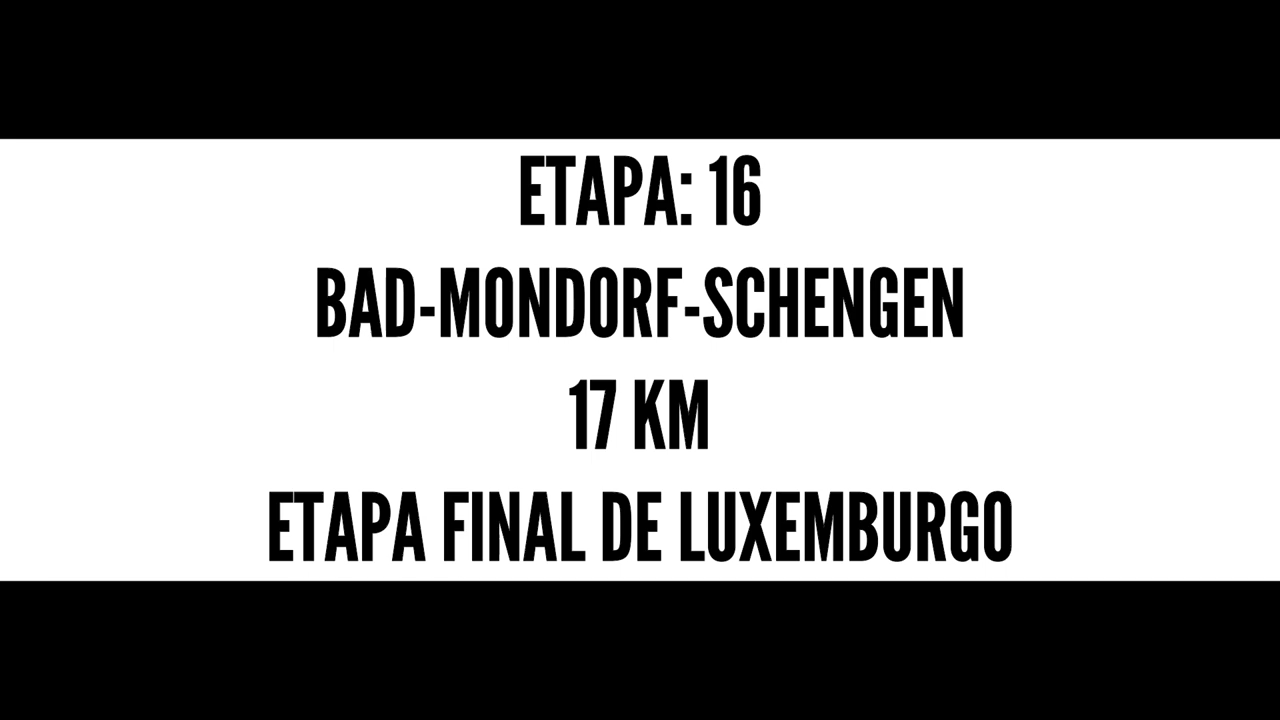 ETAPA: 16
BAD-MONDORF-SCHENGEN
17 KM
ETAPA FINAL DE LUXEMBURGO